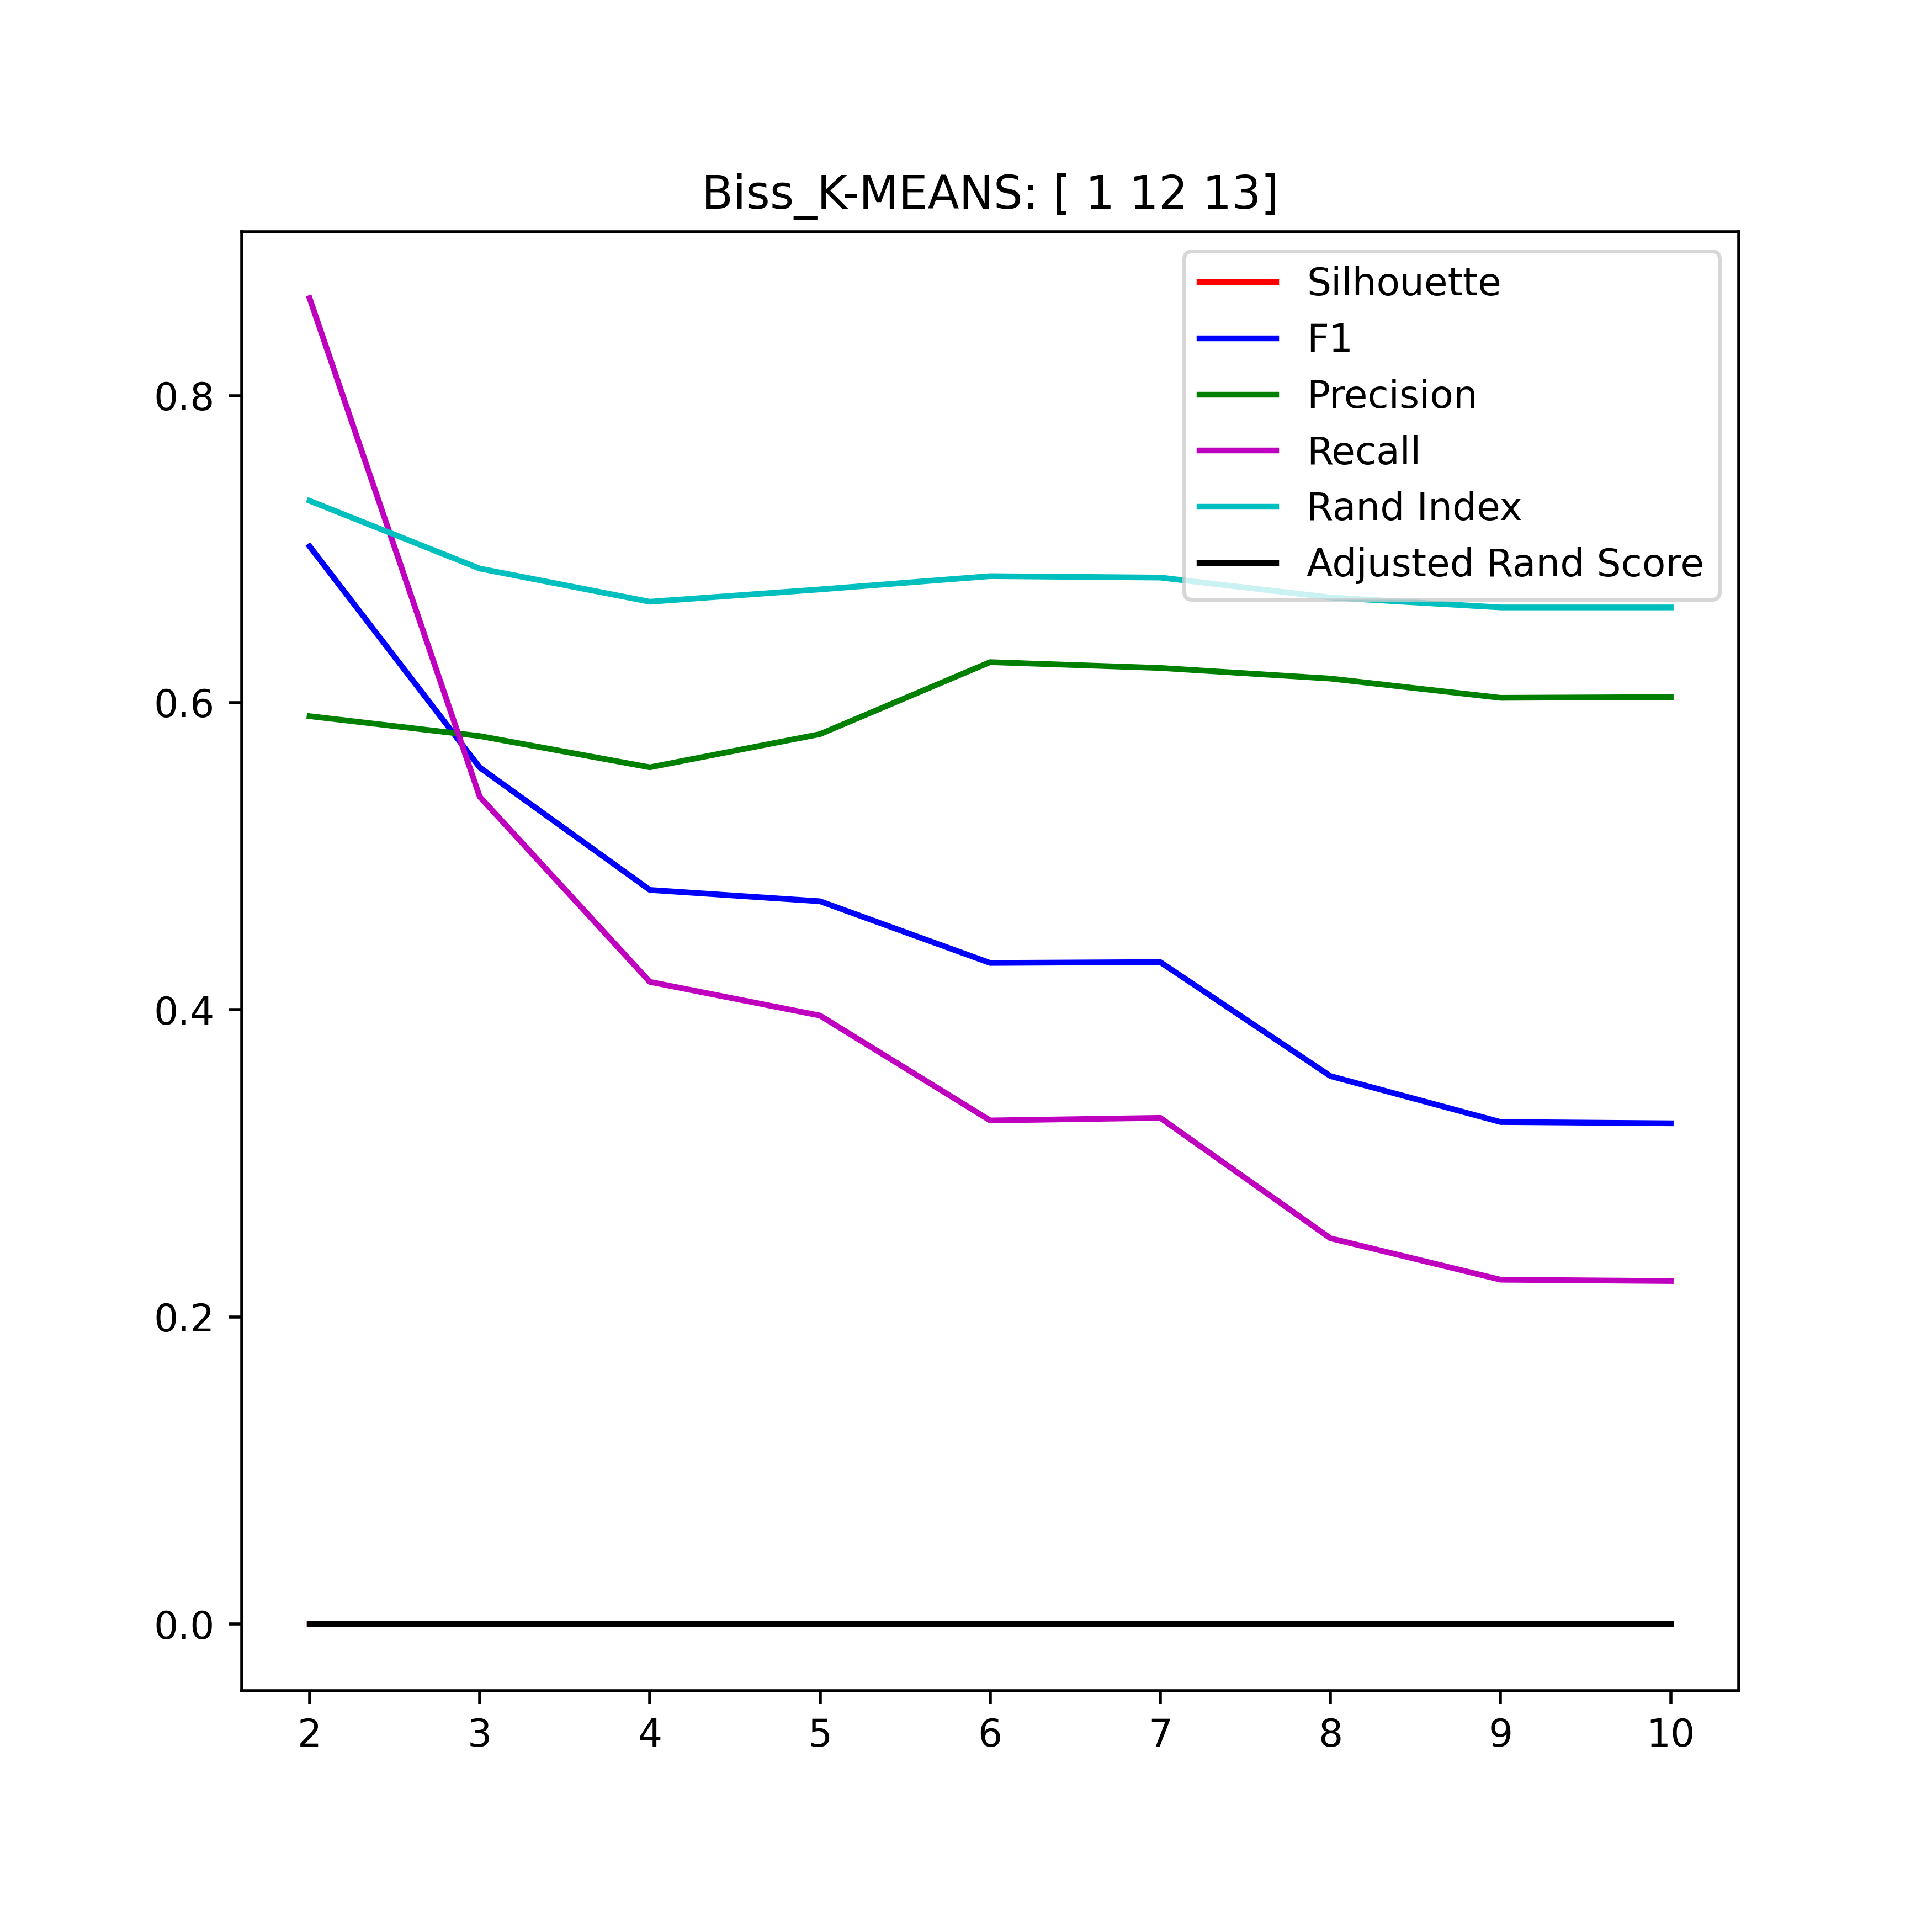 Biss_K-MEANS: [ 1 12 13]
Silhouette
F1
Precision
Recall
Rand Index
Adjusted Rand Score
0.8
0.6
0.4
0.2
0.0
2 3 4 5 6 7 8 9 10